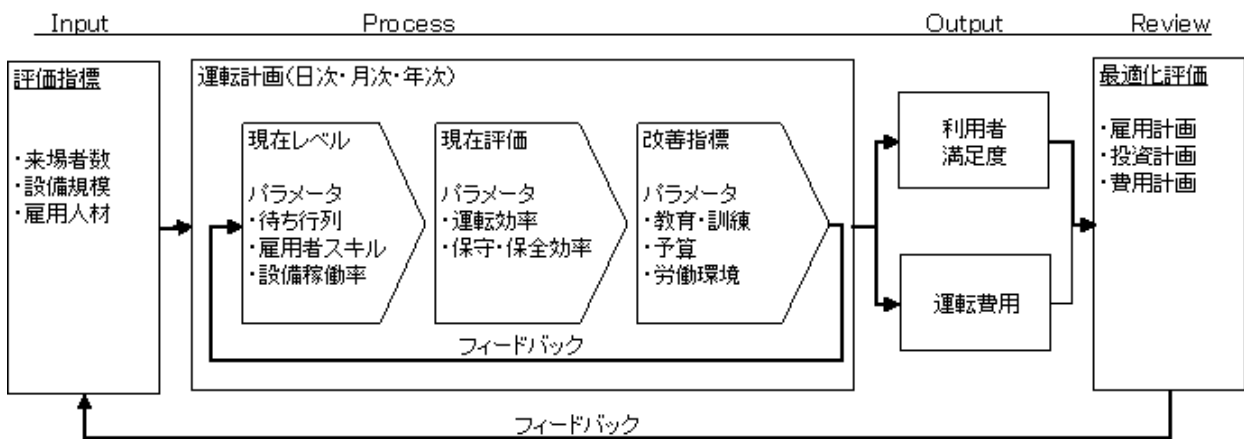 Input
Process
Output
Review
評価指標
・来場者数
・設備規模
・雇用人材
運転計画(日次・月次・年次)
現在レベル
パラメータ
・待ち行列
・雇用者スキル
・設備稼働率
現在評価
パラメータ
・運転効率
・保守・保全効率
改善指標
パラメータ
・教育・訓練
・予算
・労働環境
フィードバック
利用者
満足度
運転費用
最適化評価
・雇用計画
・投資計画
・費用計画
フィードバック